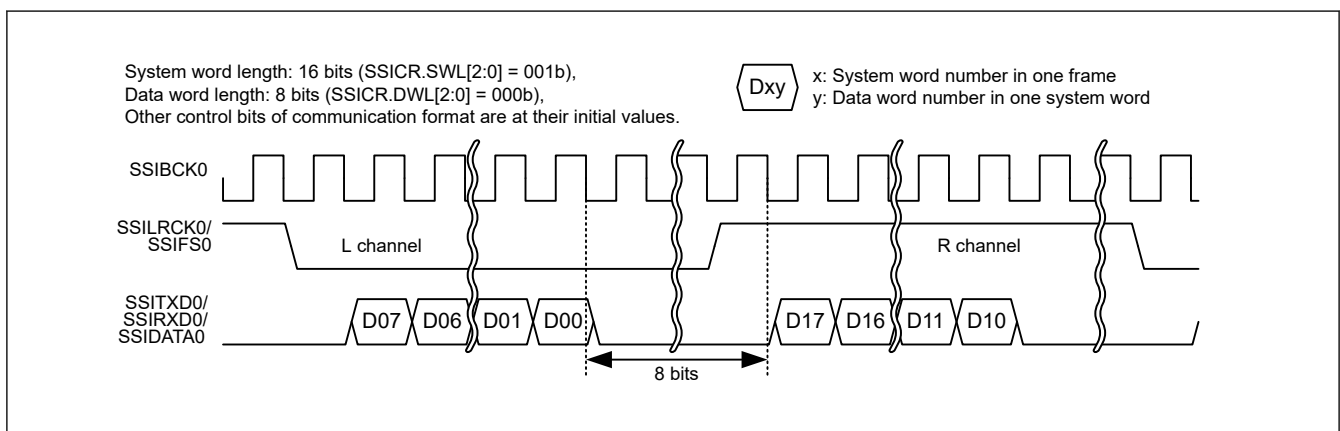 System word length: 16 bits (SSICR.SWL[2:0] = 001b),
Data word length: 8 bits (SSICR.DWL[2:0] = 000b),
Other control bits of communication format are at their initial values.
Dxy
x: System word number in one frame
y: Data word number in one system word
SSIBCK0
SSILRCK0/
SSIFS0
L channel
R channel
SSITXD0/
SSIRXD0/
SSIDATA0
D07 D06 D01 D00 D17 D16 D11 D10
8 bits